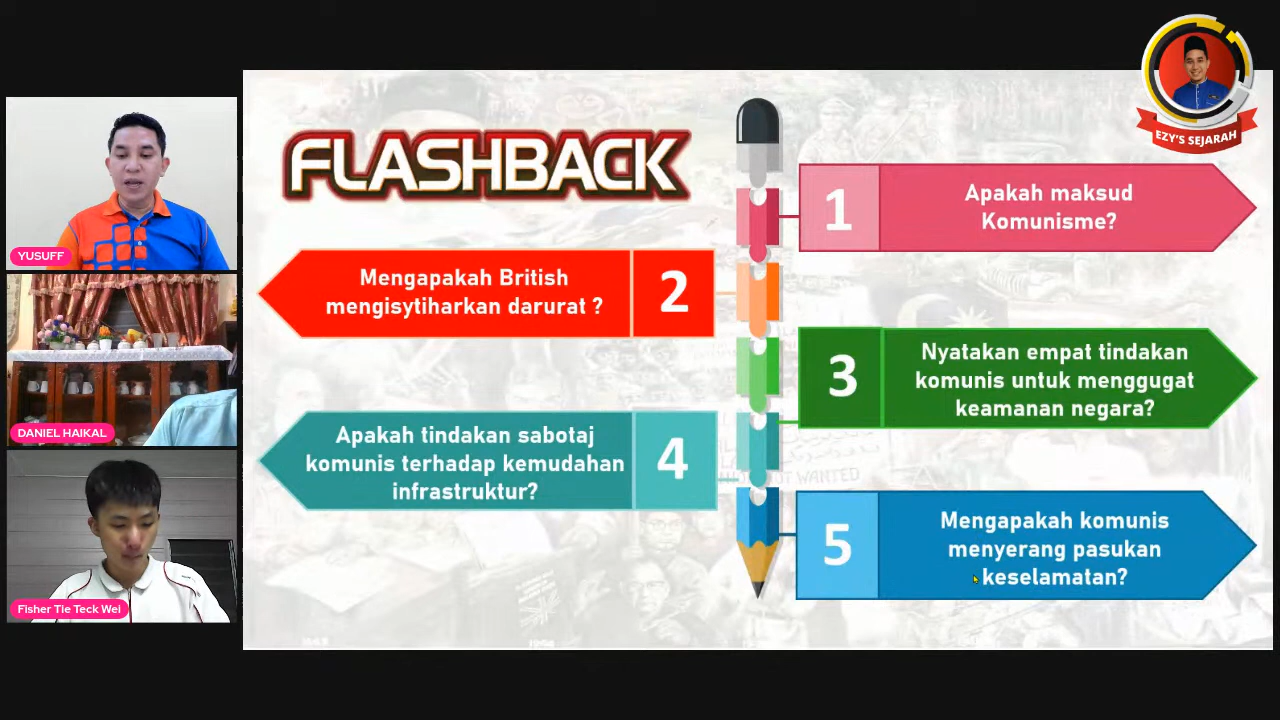 EZY'S SEJARAH
FLASHBACK
1
Apakah maksud
Komunisme?
Mengapakah British
mengisytiharkan darurat ?
2
3
Nyatakan empat tindakan
komunis untuk menggugat
keamanan negara?
Apakah tindakan sabotaj
komunis terhadap kemudahan
infrastruktur?
4
5
Mengapakah komunis
menyerang pasukan
keselamatan?
YUSUFF
DANIEL HAIKAL
Fisher Tie Teck Wei